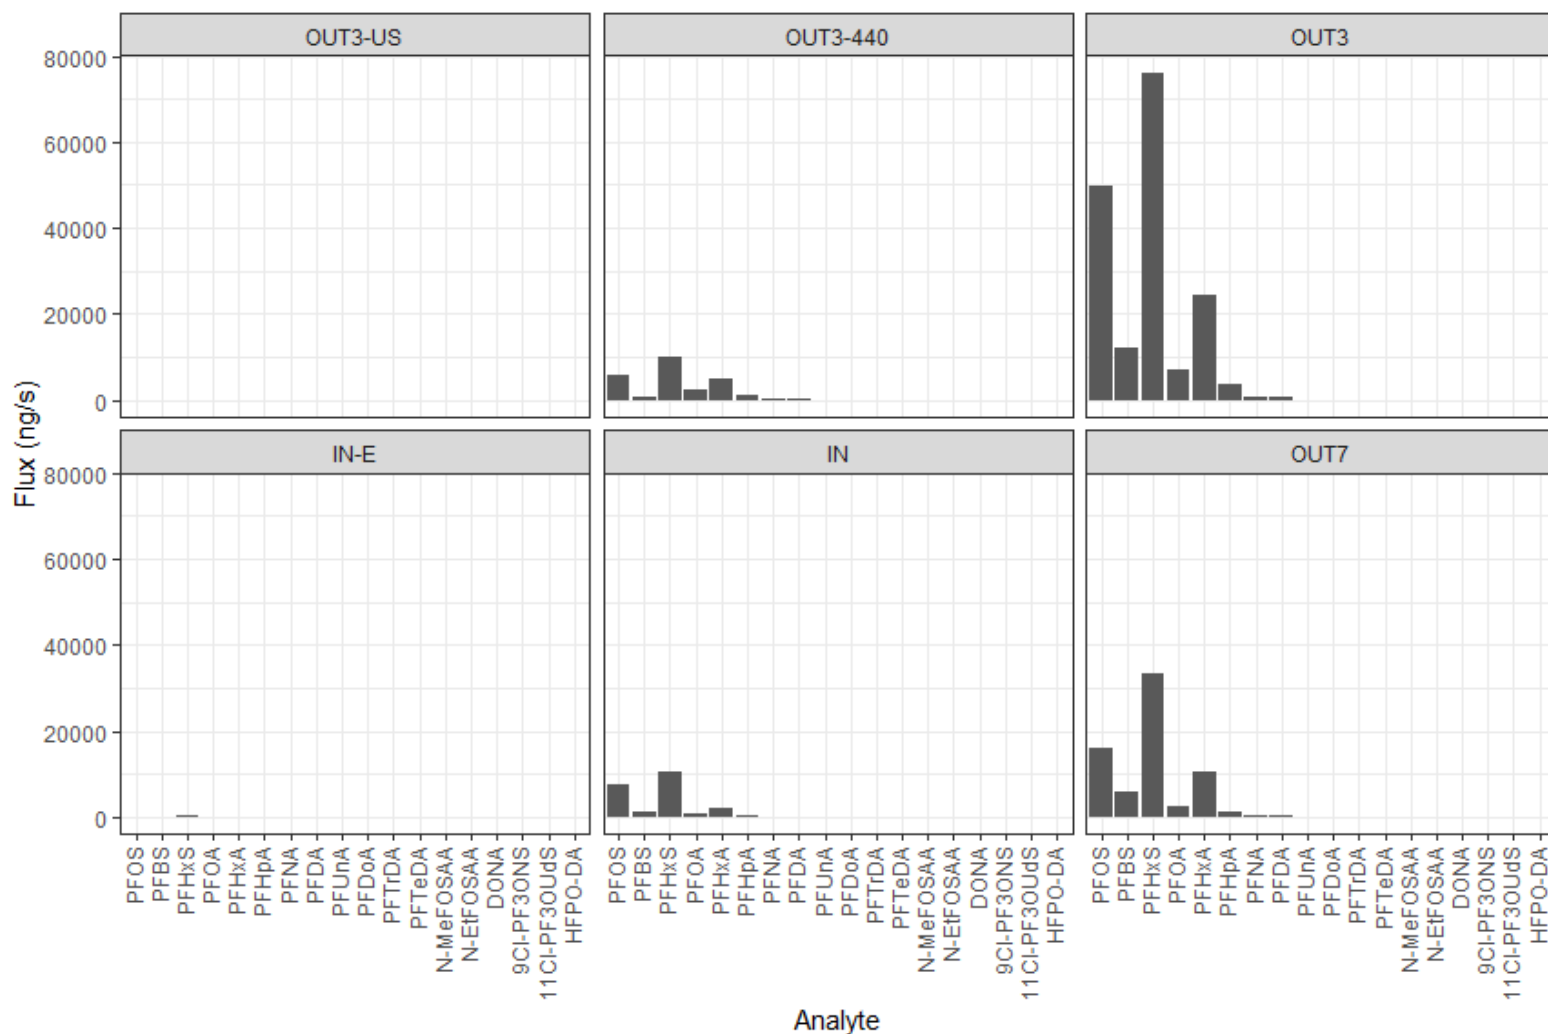 OUT3-US OUT3-440 OUT3
80000
60000
40000
20000
0
Flux (ng/s)
IN-E IN OUT7
80000
60000
40000
20000
0
PFOS PFBS PFHxS PFOA PFHxA PFHpA PFNA PFDA PFUnA PFDoA PFTrDA PFTeDA N-MeFOSAA N-EtFOSAA DONA 9Cl-PF3ONS 11Cl-PF3OUdS HFPO-DA
PFOS PFBS PFHxS PFOA PFHxA PFHpA PFNA PFDA PFUnA PFDoA PFTrDA PFTeDA N-MeFOSAA N-EtFOSAA DONA 9Cl-PF3ONS 11Cl-PF3OUdS HFPO-DA
PFOS PFBS PFHxS PFOA PFHxA PFHpA PFNA PFDA PFUnA PFDoA PFTrDA PFTeDA N-MeFOSAA N-EtFOSAA DONA 9Cl-PF3ONS 11Cl-PF3OUdS HFPO-DA
Analyte